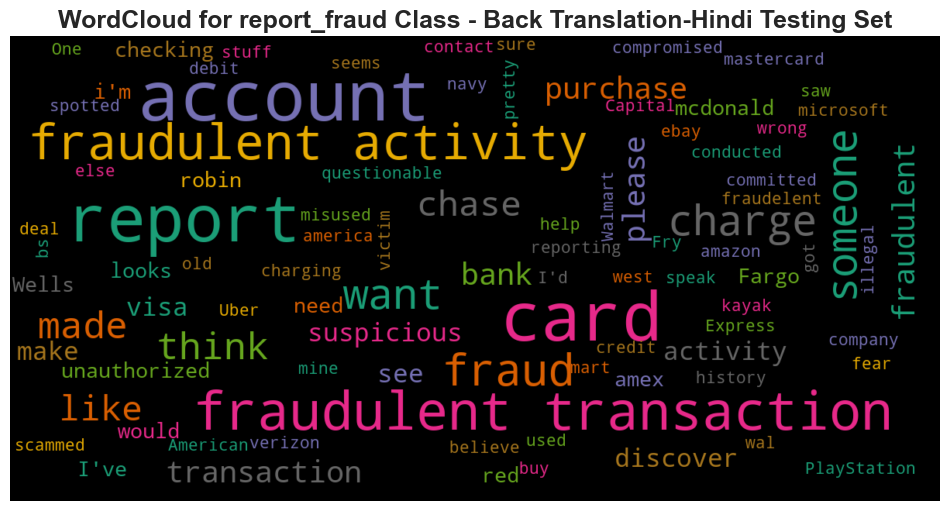 WordCloud for report_fraud Class - Back Translation-Hindi Testing Set
One
checking
stuff
contact
sure
compromised
mastercard
debit
seems
i'm
spotted
account
navy
pretty
purchase
capital
mcdonald
saw
microsoft
fraudulent activity
ebay
wrong
else
robin
questionable
please
conducted
someone
fraudulent
committed
fraudelent
report
misused
chase
Walmart
charge
deal
bs
america
victim
help
reporting
Fry
amazon
got
illegal
looks
old
charging
bank
I'd
west
speak
Fargo
Wells
visa
Uber
need
want
card
kayak
Express
made
think
suspicious
credit
activity
company
make
unauthorized
mine
see
fraud
mart
amex
history
fear
like
fraudulent transaction
would
scammed
American
verizon
believe
used
wal
I've
transaction
red
buy
discover
PlayStation